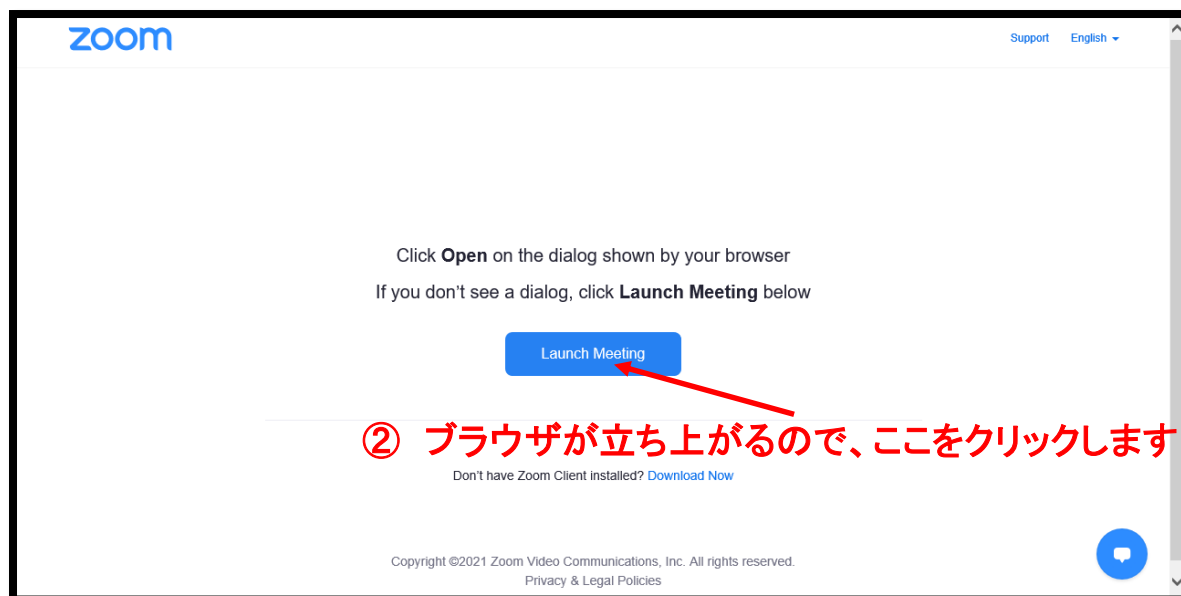 zoom
Support English
Click Open on the dialog shown by your browser
If you don't see a dialog, click Launch Meeting below
Launch Meeting
② ブラウザが立ち上がるので、ここをクリックします
Don't have Zoom Client installed? Download Now
Copyright ©2021 Zoom Video Communications, Inc. All rights reserved.
Privacy & Legal Policies